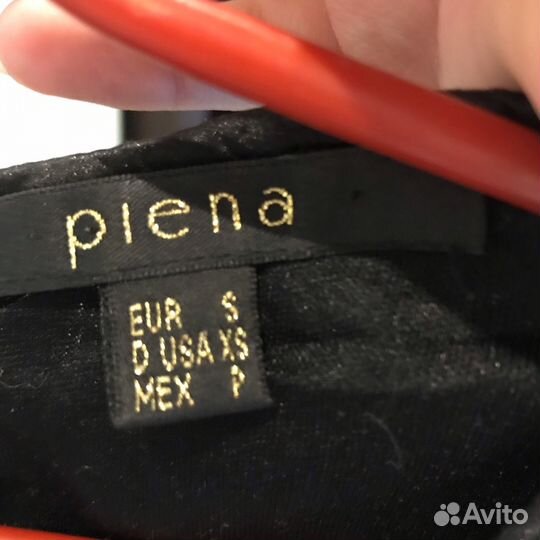 piena
EUR S
D USA XS
MEX P
Avito